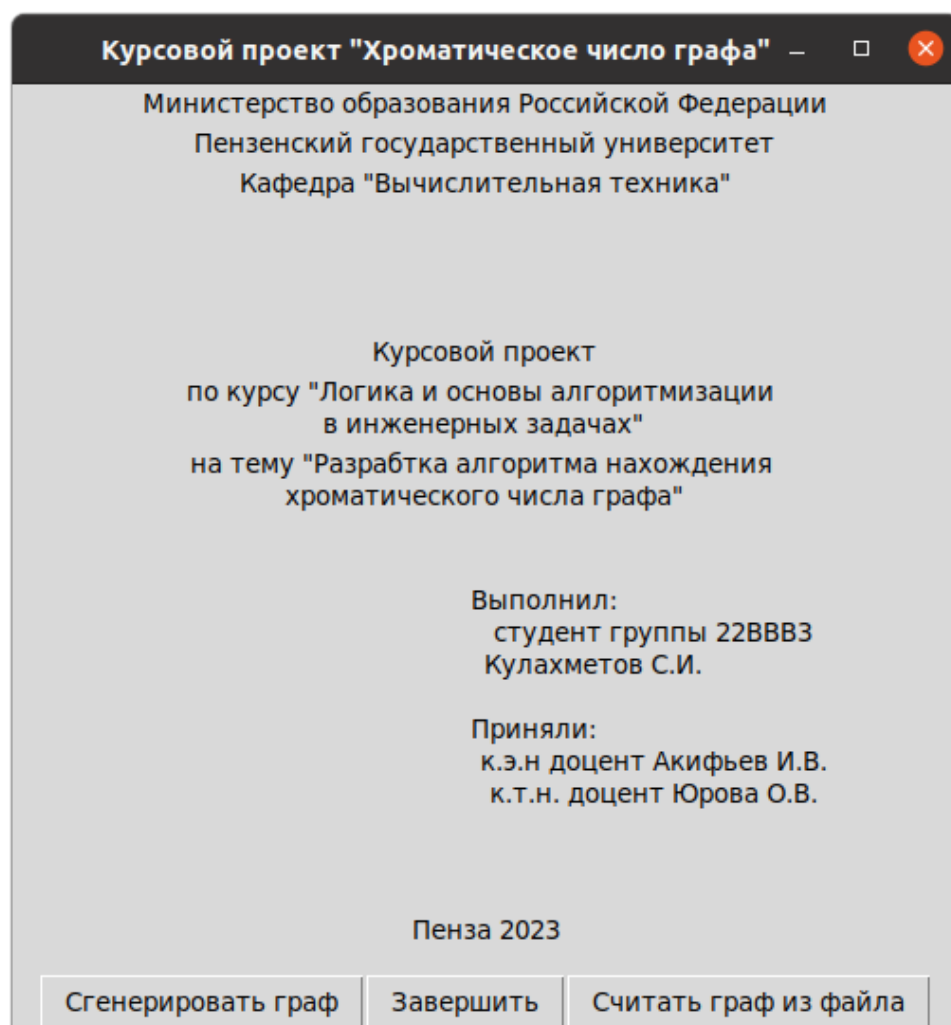 Курсовой проект "Хроматическое число графа"
Министерство образования Российской Федерации
Пензенский государственный университет
Кафедра "Вычислительная техника"
Курсовой проект
по курсу "Логика и основы алгоритмизации
в инженерных задачах"
на тему "Разрабтка алгоритма нахождения
хроматического числа графа"
Выполнил:
студент группы 22ВВВ3
Кулахметов С.И.
Приняли:
к.э.н доцент Акифьев И.В.
к.т.н. доцент Юрова О.В.
Пенза 2023
Сгенерировать граф Завершить Считать граф из файла